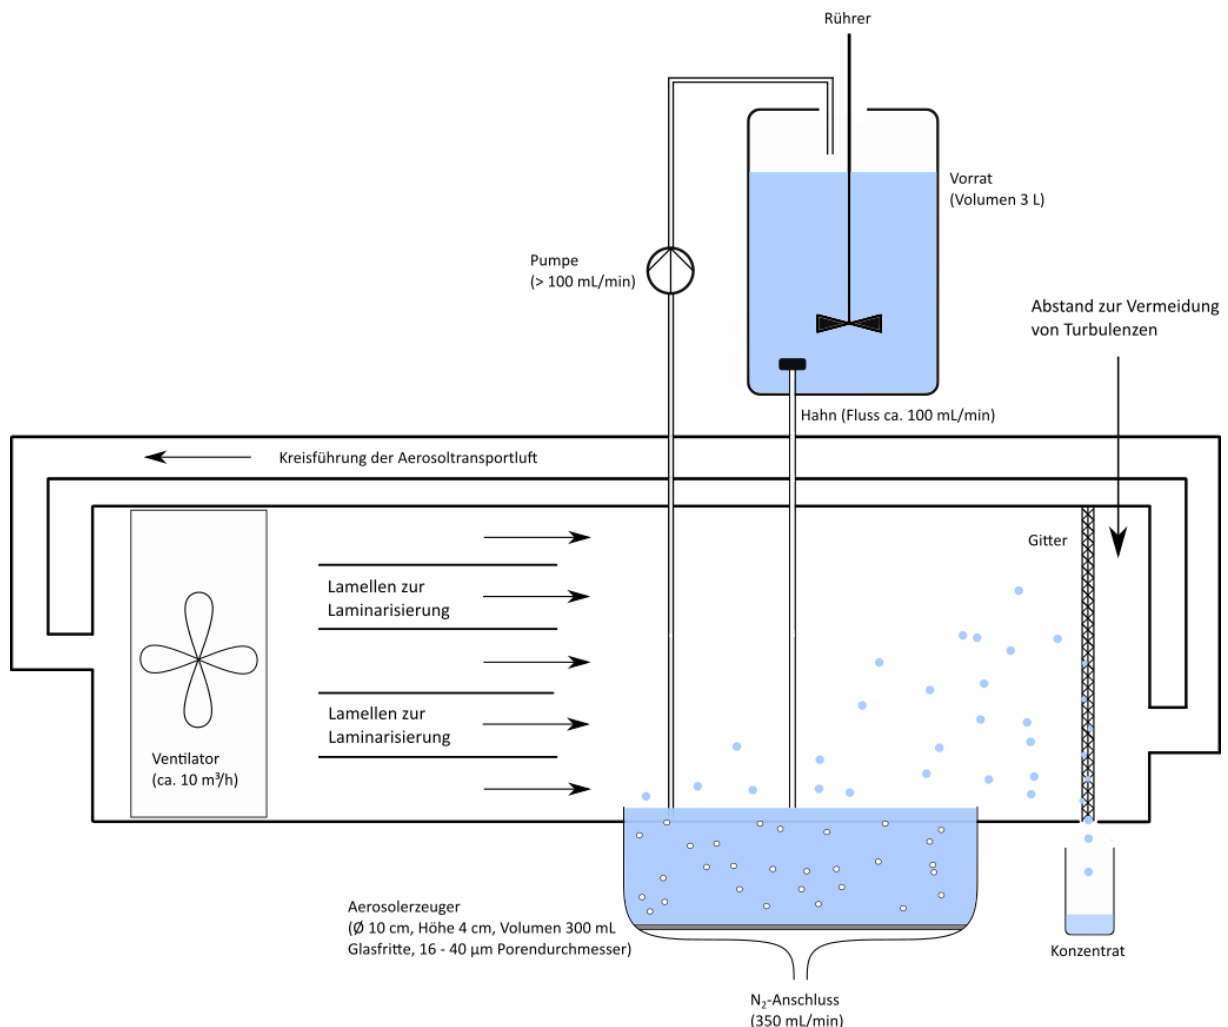 Rührer
Vorrat
(Volumen 3 L)
Pumpe
(> 100 mL/min)
Abstand zur Vermeidung
von Turbulenzen
Hahn (Fluss ca. 100 mL/min)
Kreisführung der Aerosoltransportluft
Gitter
Lamellen zur
Laminarisierung
Lamellen zur
Laminarisierung
Ventilator
(ca. 10 m³/h)
Aerosolerzeuger
(Ø 10 cm, Höhe 4 cm, Volumen 300 mL
Glasfritte, 16 - 40 µm Porendurchmesser)
Konzentrat
N₂-Anschluss
(350 mL/min)